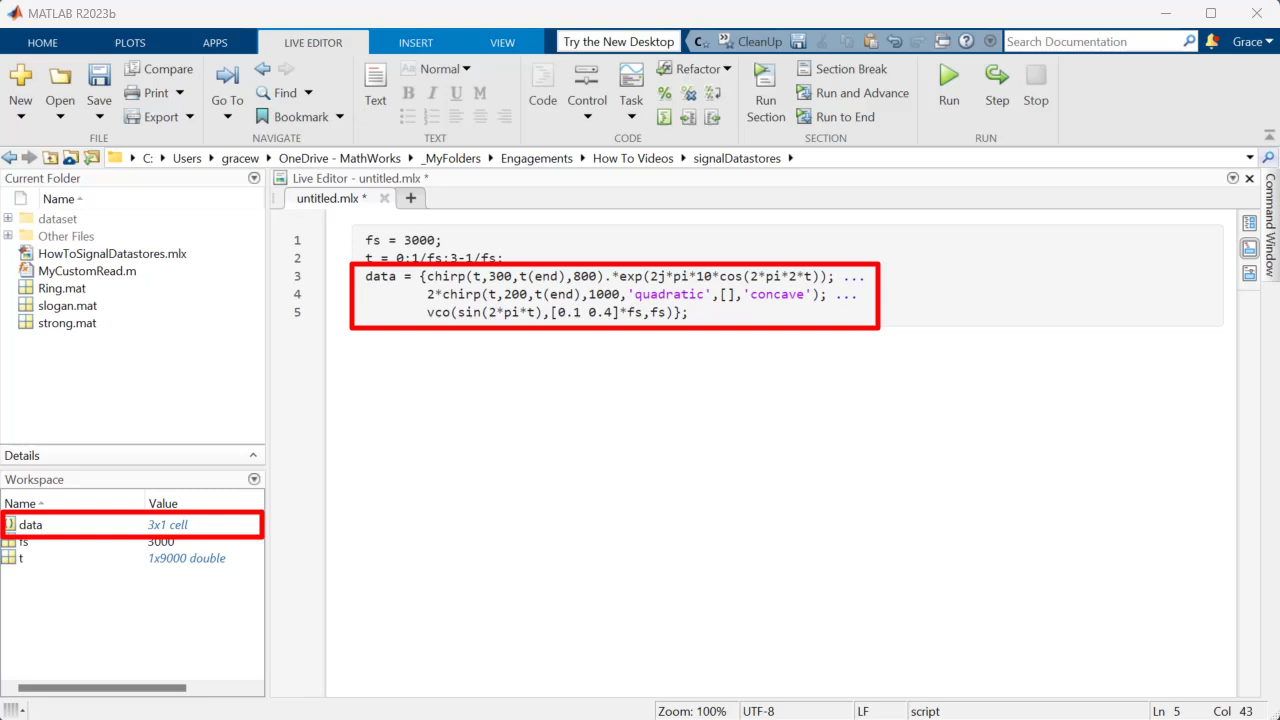 MATLAB R2023b
HOME PLOTS APPS LIVE EDITOR INSERT VIEW Try the New Desktop CleanUp Search Documentation Grace
New Open Save Compare Print Export
FILE
Go To Find Bookmark
NAVIGATE
Text Normal B I U M
TEXT
Code Control Task Refactor
CODE
Run Section Section Break Run and Advance Run to End
SECTION
Run Step Stop
RUN
C: Users gracew OneDrive - MathWorks _MyFolders Engagements How To Videos signalDatastores
Current Folder
Name
dataset
Other Files
HowToSignalDatastores.mlx
MyCustomRead.m
Ring.mat
slogan.mat
strong.mat
Details
Workspace
Name Value
data 3x1 cell
fs 3000
t 1x9000 double
Live Editor - untitled.mlx *
untitled.mlx *
1 fs = 3000;
2 t = 0:1/fs:3-1/fs;
3 data = {chirp(t,300,t(end),800).*exp(2j*pi*10*cos(2*pi*2*t)); ...
4 2*chirp(t,200,t(end),1000,'quadratic',[],'concave'); ...
5 vco(sin(2*pi*t),[0.1 0.4]*fs,fs)};
Command Window
Zoom: 100% UTF-8 LF script Ln 5 Col 43